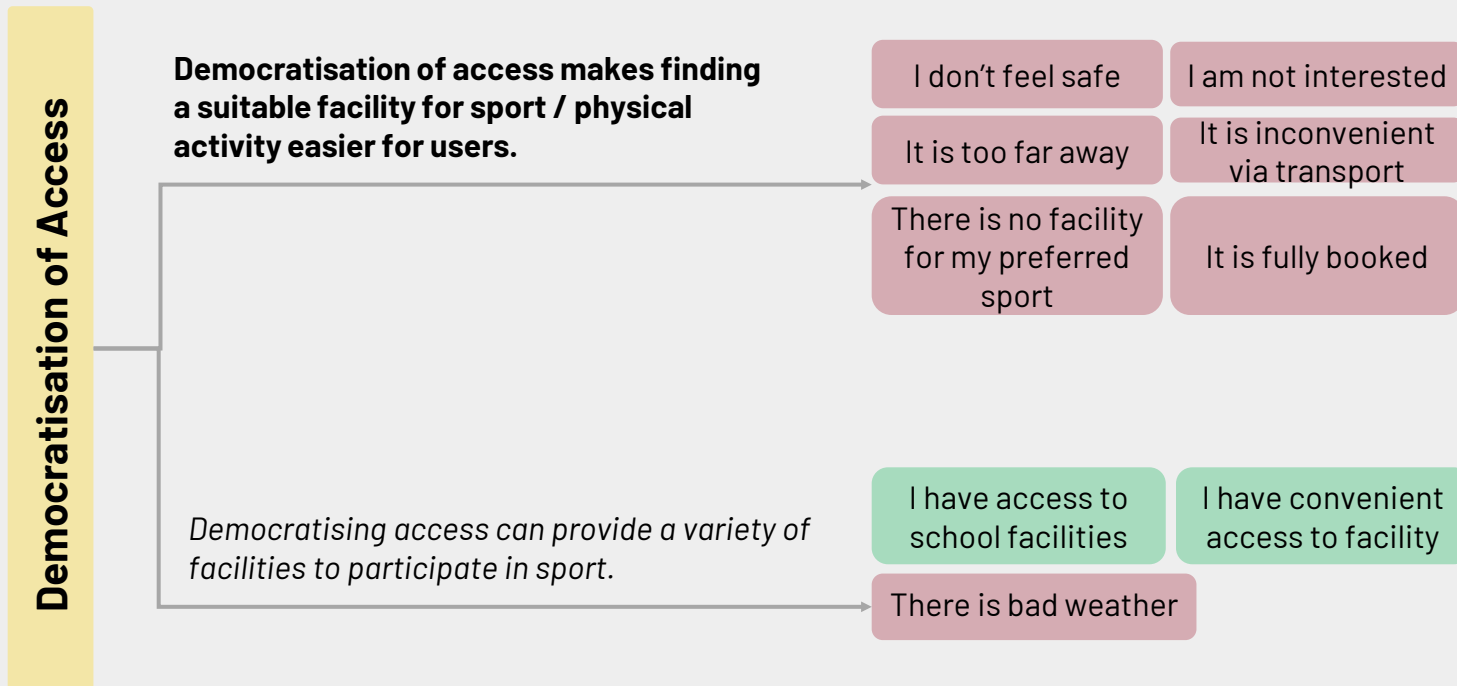 Democratisation of Access
Democratisation of access makes finding
a suitable facility for sport / physical
activity easier for users.
I don't feel safe
I am not interested
It is too far away
It is inconvenient
via transport
There is no facility
for my preferred
sport
It is fully booked
Democratising access can provide a variety of
facilities to participate in sport.
I have access to
school facilities
I have convenient
access to facility
There is bad weather